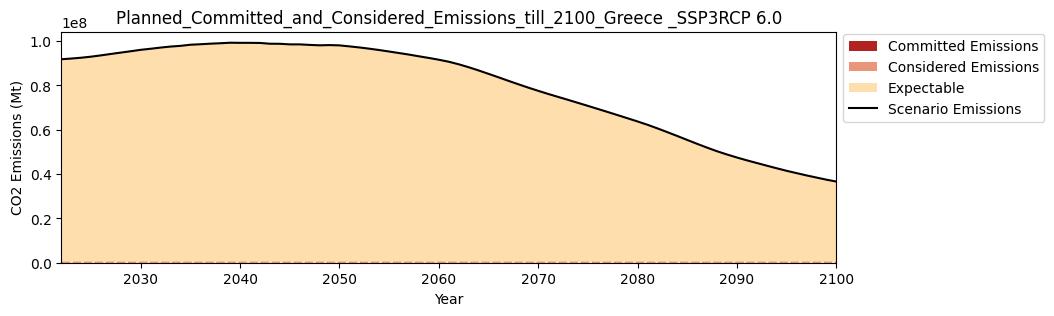 Planned_Committed_and_Considered_Emissions_till_2100_Greece _SSP3RCP 6.0
1e8
1.0
0.8
0.6
0.4
0.2
0.0
CO2 Emissions (Mt)
2030 2040 2050 2060 2070 2080 2090 2100
Year
Committed Emissions
Considered Emissions
Expectable
Scenario Emissions